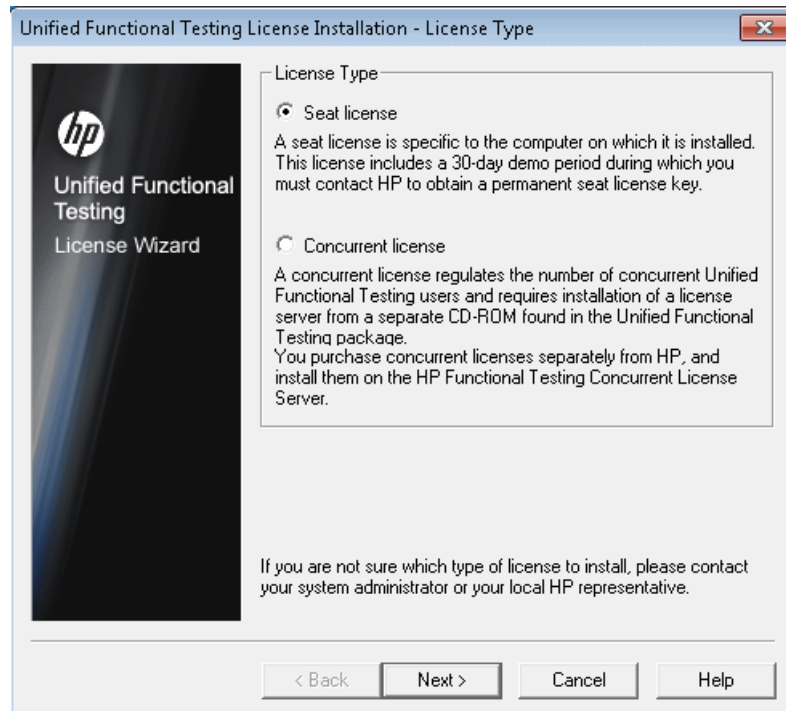 Unified Functional Testing License Installation - License Type
hp
Unified Functional
Testing
License Wizard
License Type
Seat license
A seat license is specific to the computer on which it is installed.
This license includes a 30-day demo period during which you
must contact HP to obtain a permanent seat license key.
Concurrent license
A concurrent license regulates the number of concurrent Unified
Functional Testing users and requires installation of a license
server from a separate CD-ROM found in the Unified Functional
Testing package.
You purchase concurrent licenses separately from HP, and
install them on the HP Functional Testing Concurrent License
Server.
If you are not sure which type of license to install, please contact
your system administrator or your local HP representative.
< Back
Next >
Cancel
Help